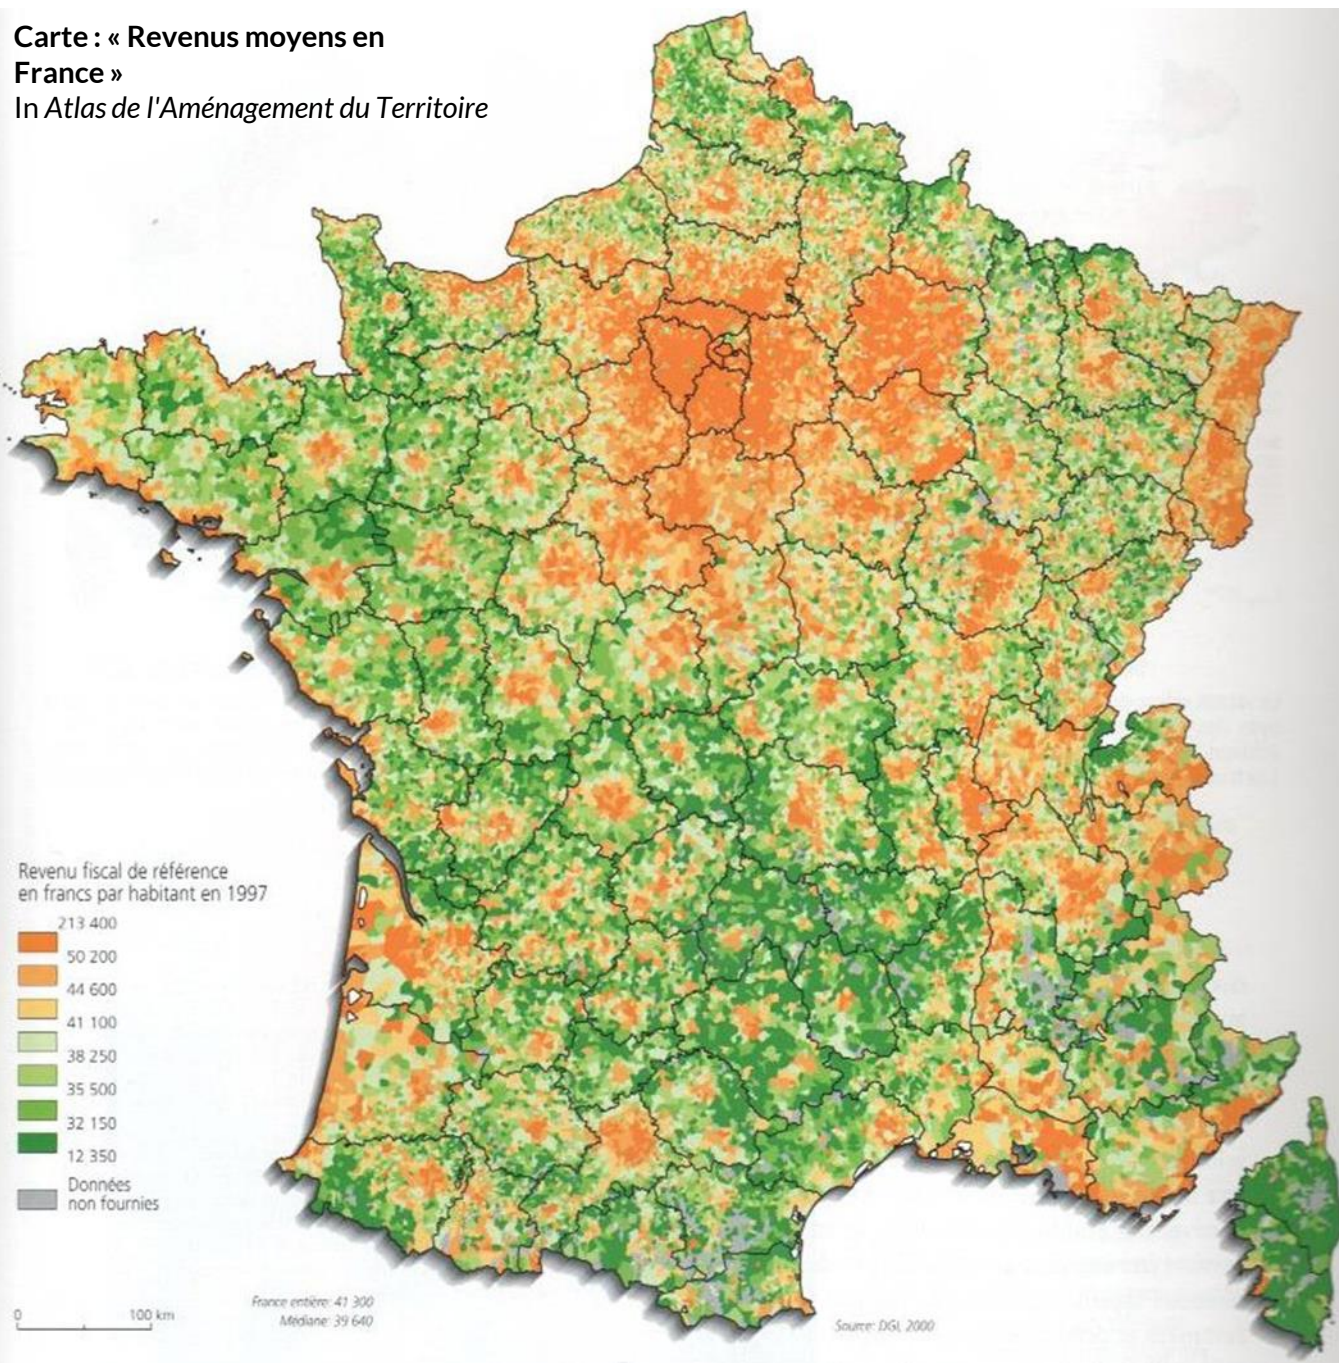 Carte : « Revenus moyens en
France »
In Atlas de l'Aménagement du Territoire
Revenu fiscal de référence
en francs par habitant en 1997
213 400
50 200
44 600
41 100
38 250
35 500
32 150
12 350
Données
non fournies
0 100 km
France entière: 41 300
Médiane: 39 640
Source: DGI, 2000